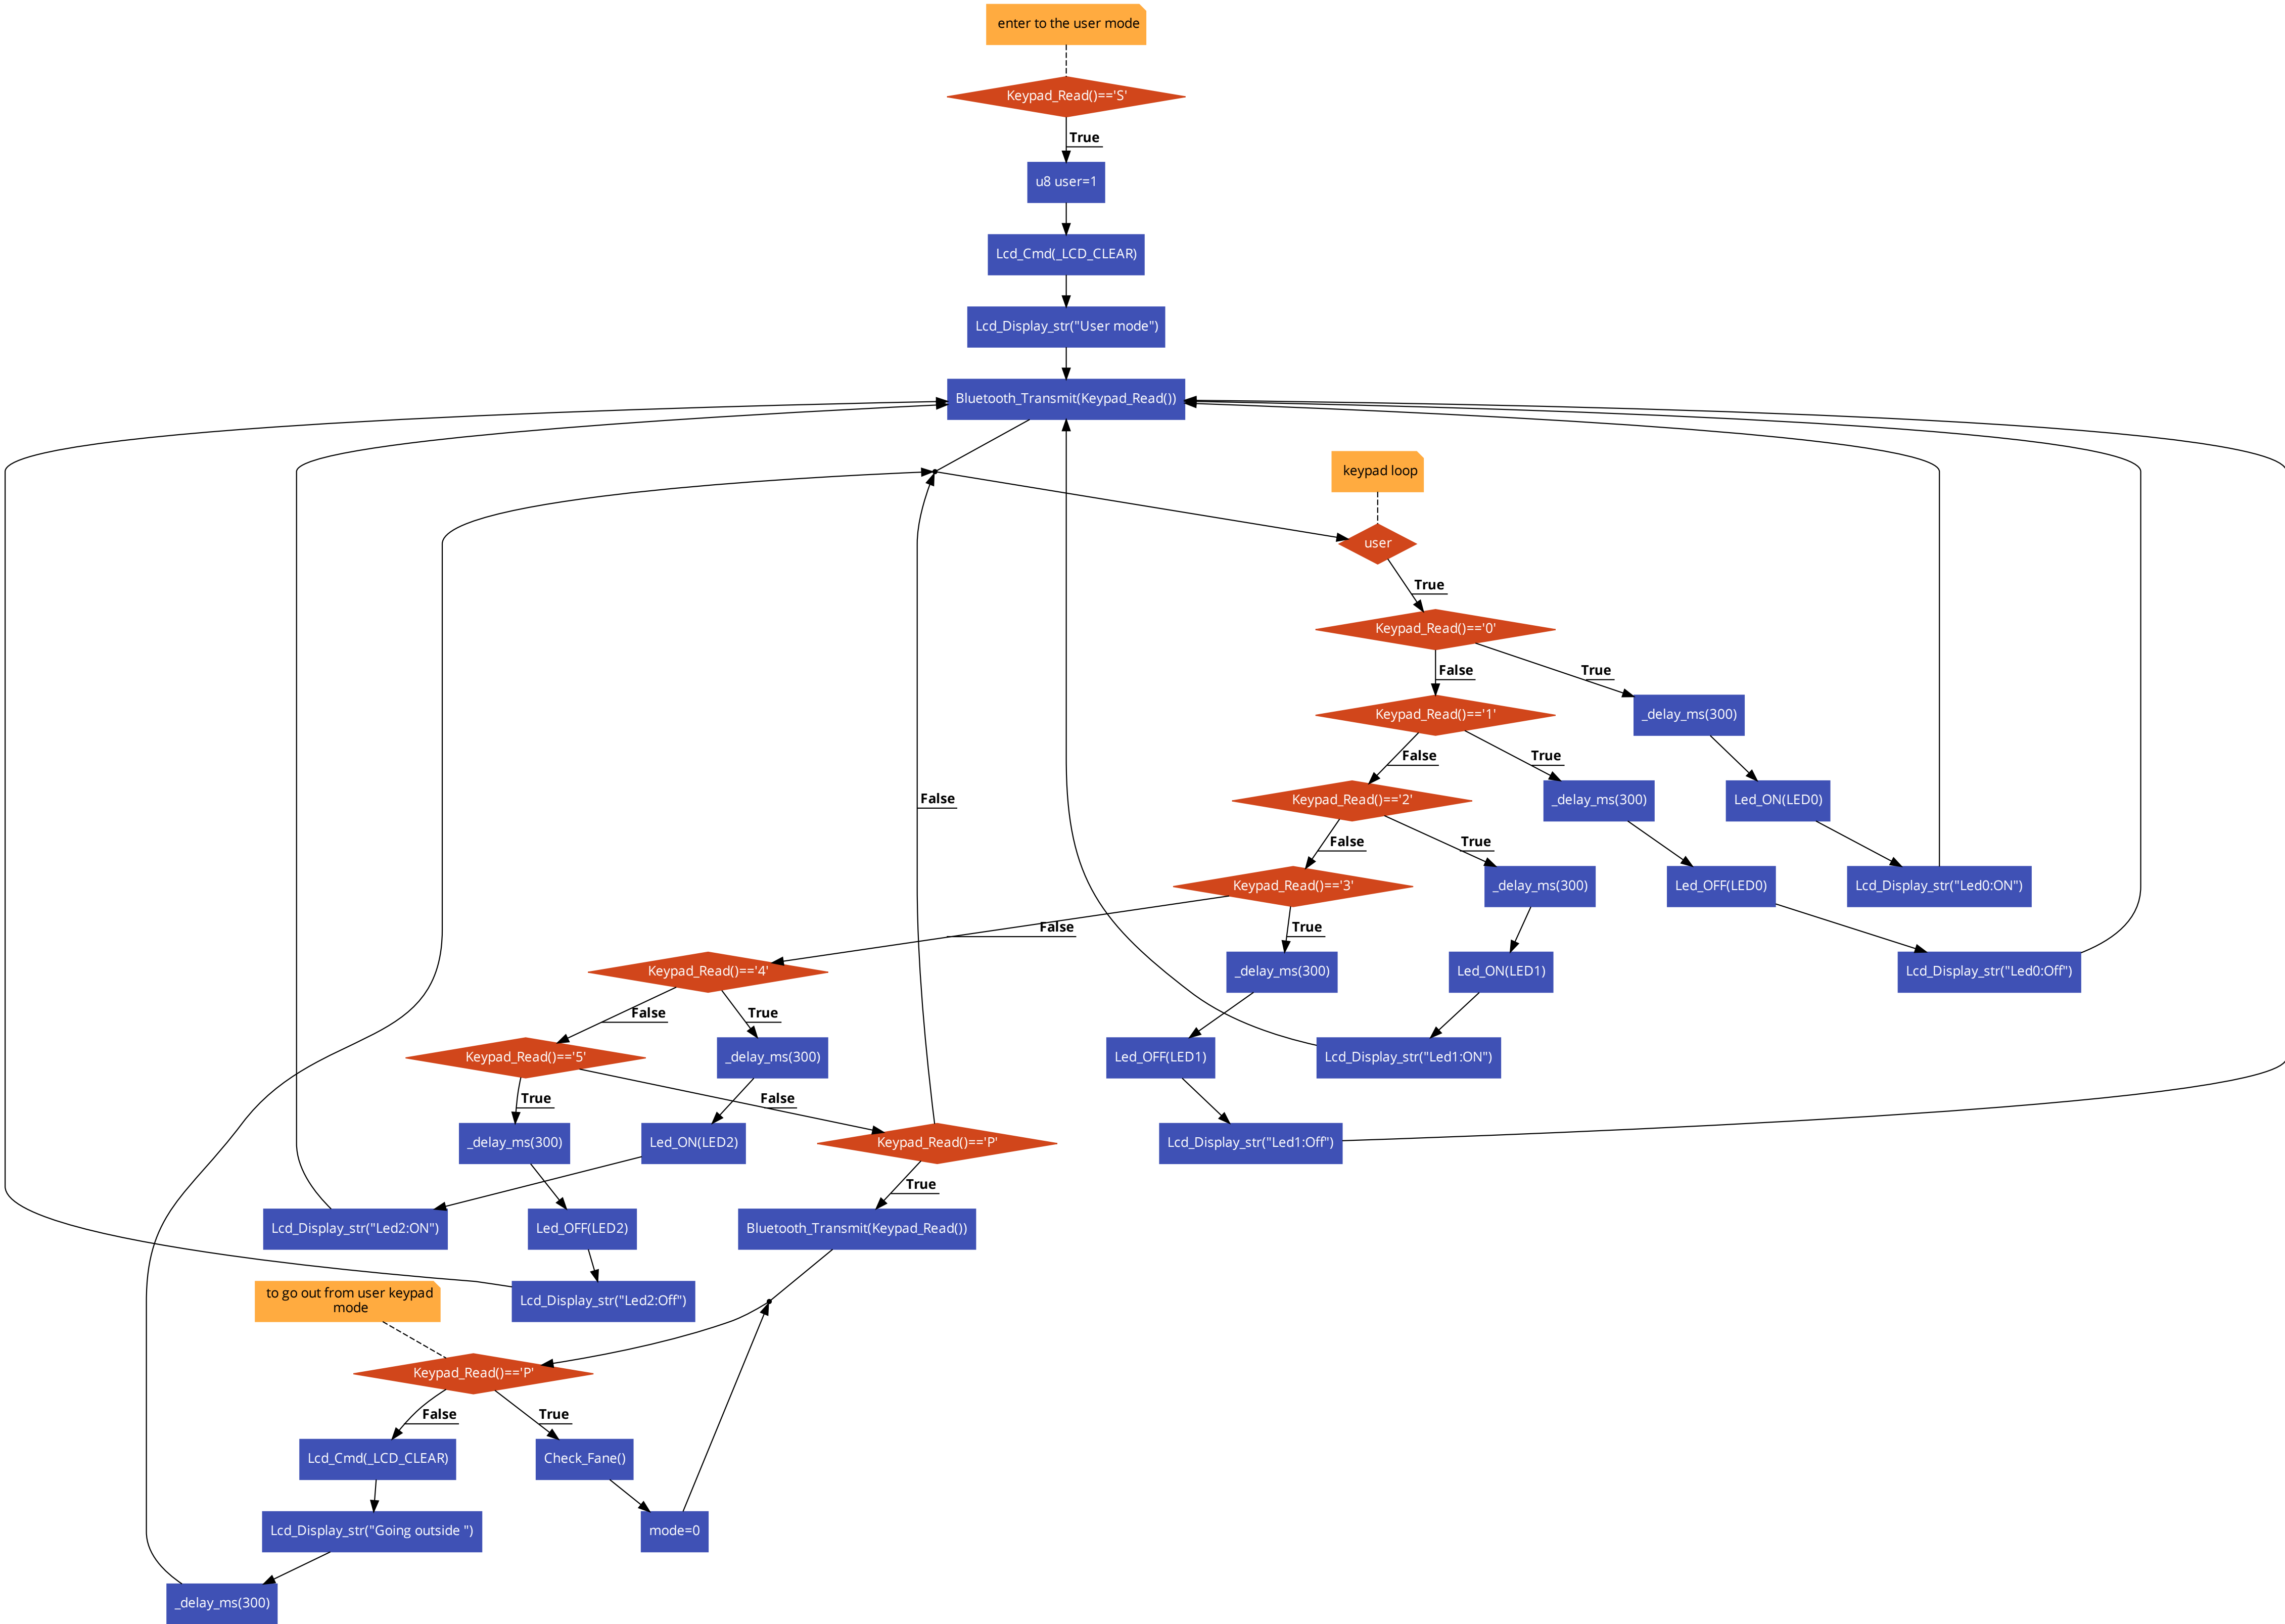 enter to the user mode
Keypad_Read()=='S'
True
u8 user=1
Lcd_Cmd(_LCD_CLEAR)
Lcd_Display_str("User mode")
Bluetooth_Transmit(Keypad_Read())
keypad loop
user
True
Keypad_Read()=='0'
False
True
Keypad_Read()=='1'
_delay_ms(300)
False
True
False
Keypad_Read()=='2'
_delay_ms(300)
Led_ON(LED0)
False
True
Keypad_Read()=='3'
_delay_ms(300)
Led_OFF(LED0)
Lcd_Display_str("Led0:ON")
False
True
Keypad_Read()=='4'
_delay_ms(300)
Led_ON(LED1)
Lcd_Display_str("Led0:Off")
False
True
Keypad_Read()=='5'
_delay_ms(300)
Led_OFF(LED1)
Lcd_Display_str("Led1:ON")
True
False
_delay_ms(300)
Led_ON(LED2)
Keypad_Read()=='P'
Lcd_Display_str("Led1:Off")
True
Lcd_Display_str("Led2:ON")
Led_OFF(LED2)
Bluetooth_Transmit(Keypad_Read())
to go out from user keypad
mode
Lcd_Display_str("Led2:Off")
Keypad_Read()=='P'
False
True
Lcd_Cmd(_LCD_CLEAR)
Check_Fane()
Lcd_Display_str("Going outside ")
mode=0
_delay_ms(300)